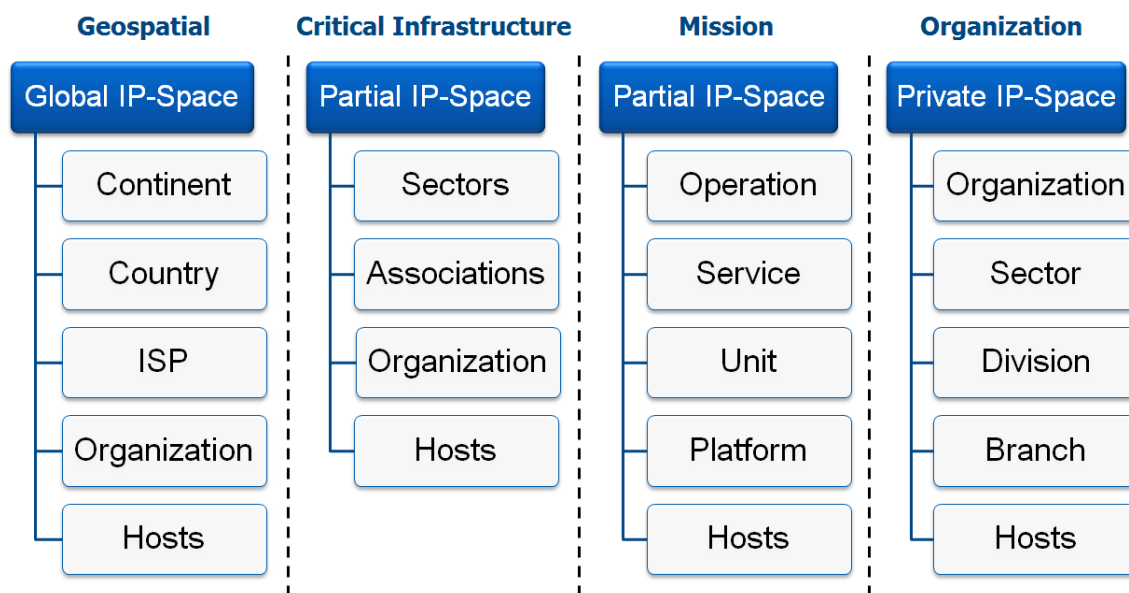 Geospatial
Critical Infrastructure
Mission
Organization
Global IP-Space
Partial IP-Space
Partial IP-Space
Private IP-Space
Continent
Sectors
Operation
Organization
Country
Associations
Service
Sector
ISP
Organization
Unit
Division
Organization
Hosts
Platform
Branch
Hosts
Hosts
Hosts